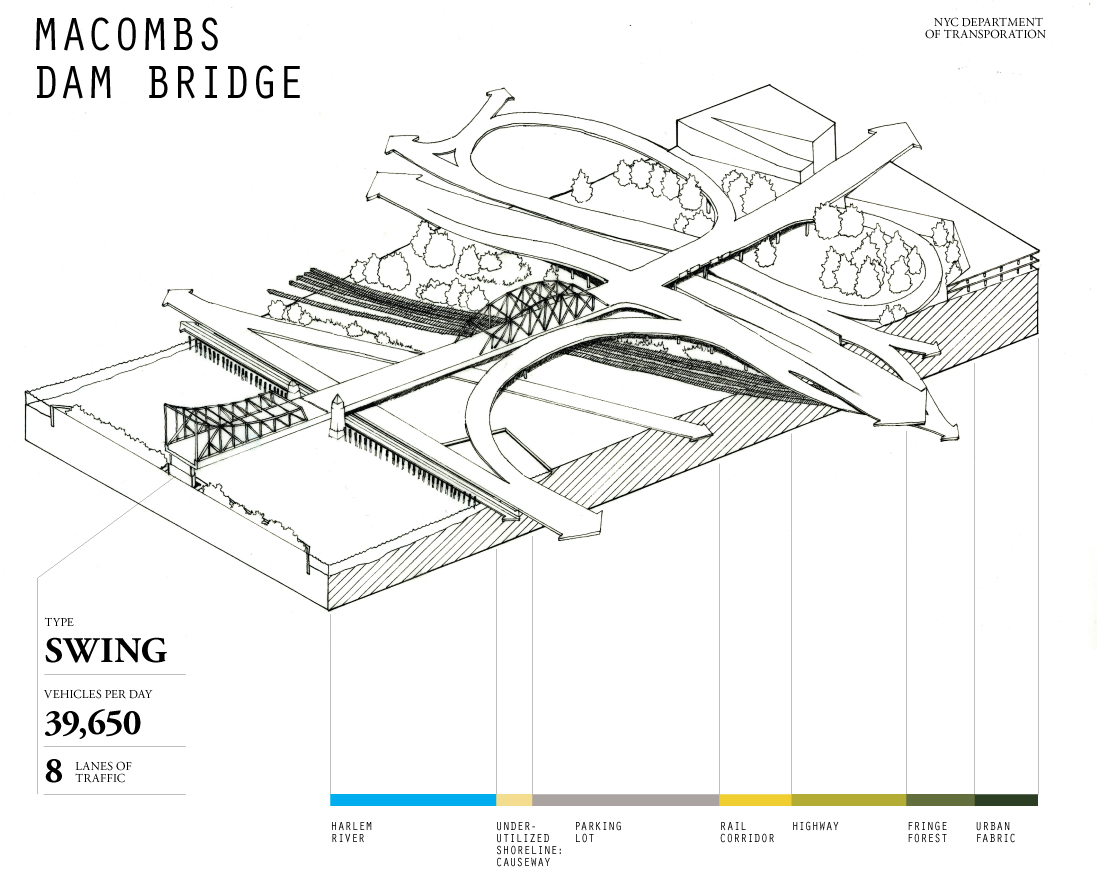 MACOMBS
DAM BRIDGE
NYC DEPARTMENT
OF TRANSPORATION
TYPE
SWING
VEHICLES PER DAY
39,650
8 LANES OF
TRAFFIC
HARLEM
RIVER
UNDER-
UTILIZED
SHORELINE:
CAUSEWAY
PARKING
LOT
RAIL
CORRIDOR
HIGHWAY
FRINGE
FOREST
URBAN
FABRIC